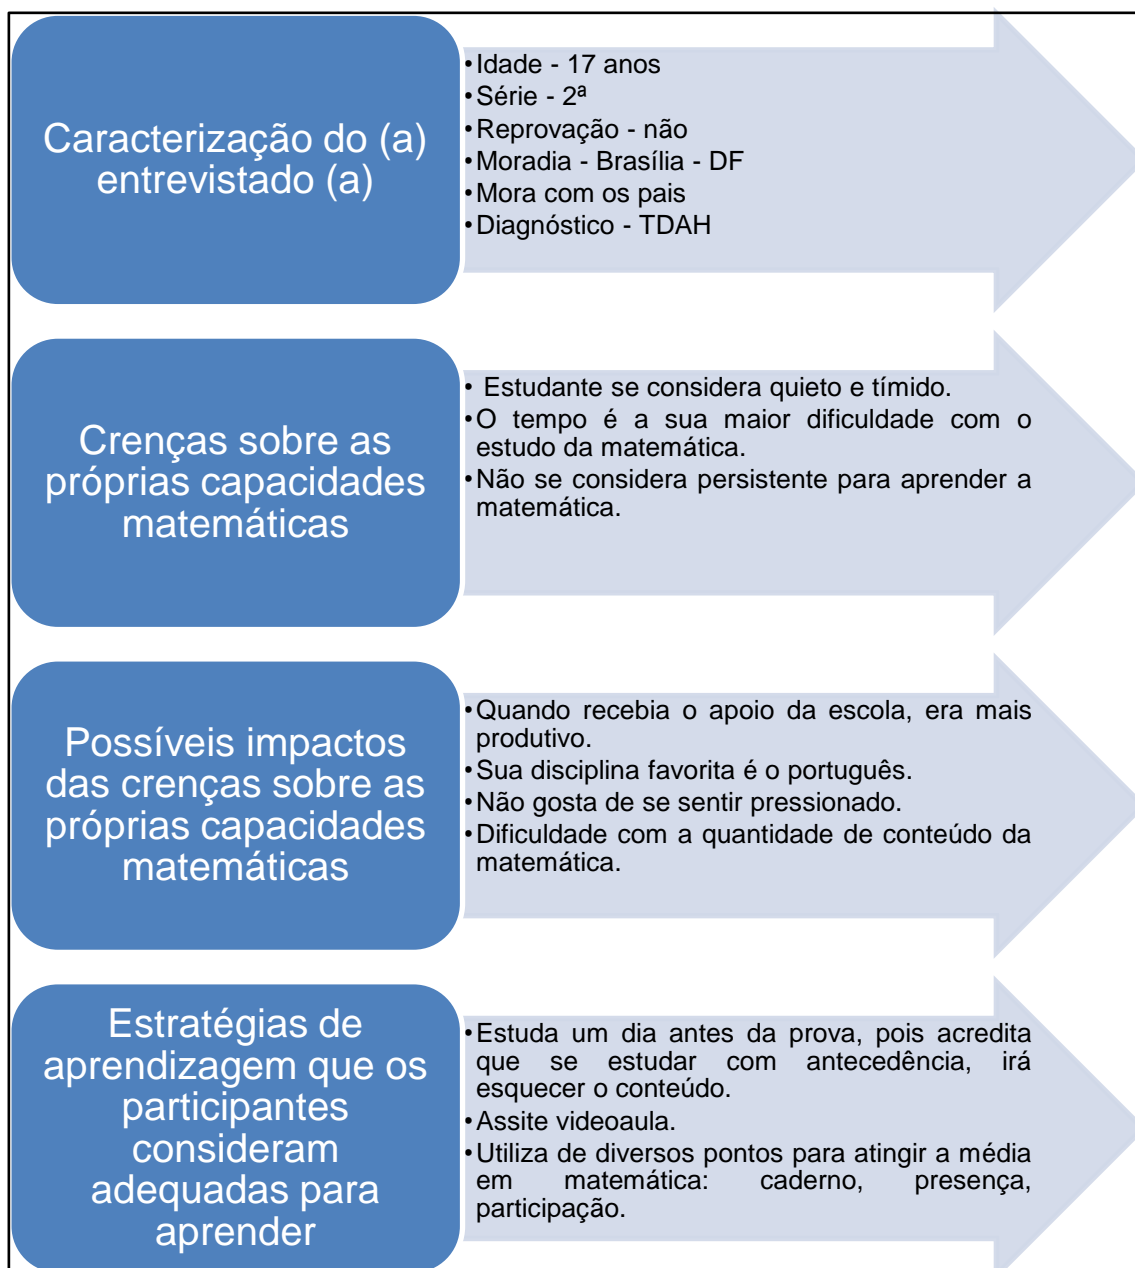 Caracterização do (a)
entrevistado (a)
•Idade - 17 anos
•Série - 2ª
•Reprovação - não
•Moradia - Brasília - DF
•Mora com os pais
•Diagnóstico - TDAH
Crenças sobre as
próprias capacidades
matemáticas
• Estudante se considera quieto e tímido.
•O tempo é a sua maior dificuldade com o
estudo da matemática.
•Não se considera persistente para aprender a
matemática.
Possíveis impactos
das crenças sobre as
próprias capacidades
matemáticas
•Quando recebia o apoio da escola, era mais
produtivo.
•Sua disciplina favorita é o português.
•Não gosta de se sentir pressionado.
•Dificuldade com a quantidade de conteúdo da
matemática.
Estratégias de
aprendizagem que os
participantes
consideram
adequadas para
aprender
•Estuda um dia antes da prova, pois acredita
que se estudar com antecedência, irá
esquecer o conteúdo.
•Assite videoaula.
•Utiliza de diversos pontos para atingir a média
em matemática: caderno, presença,
participação.